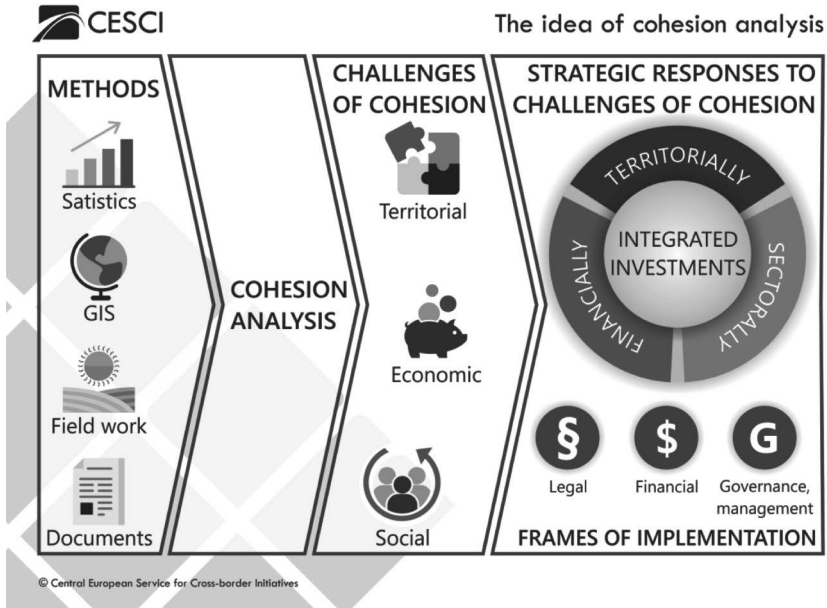 CESCI
The idea of cohesion analysis
METHODS
Satistics
GIS
Field work
Documents
COHESION
ANALYSIS
CHALLENGES
OF COHESION
Territorial
Economic
Social
STRATEGIC RESPONSES TO
CHALLENGES OF COHESION
TERRITORIALLY
FINANCIALLY
SECTORALLY
INTEGRATED
INVESTMENTS
§
$
G
Legal
Financial
Governance,
management
FRAMES OF IMPLEMENTATION
© Central European Service for Cross-border Initiatives